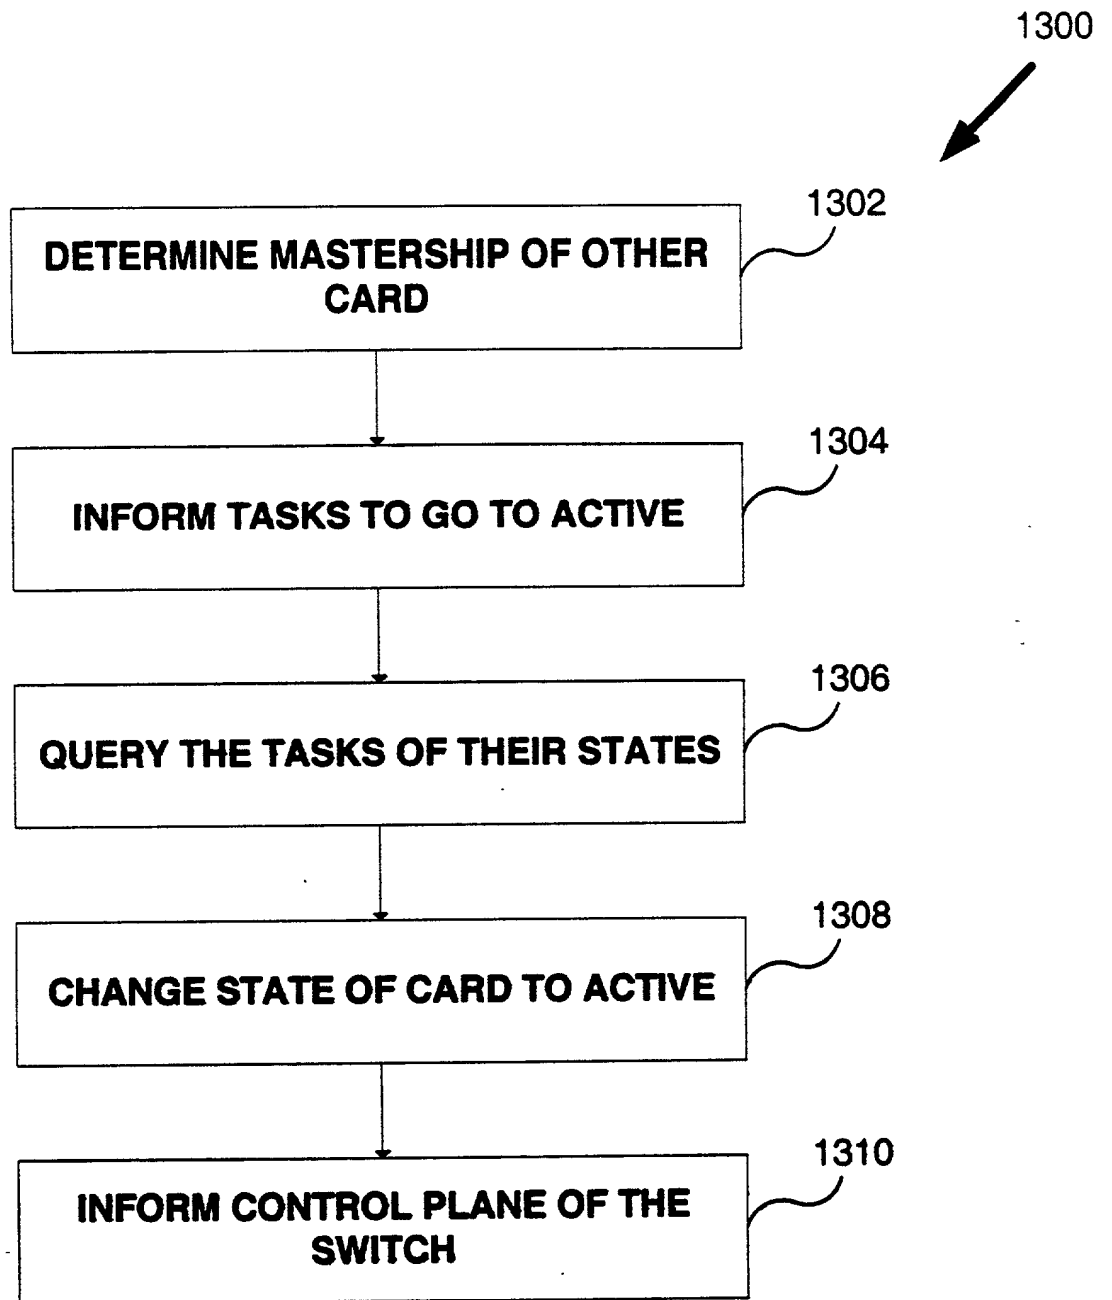 1300
1302
DETERMINE MASTERSHIP OF OTHER
CARD
1304
INFORM TASKS TO GO TO ACTIVE
1306
QUERY THE TASKS OF THEIR STATES
1308
CHANGE STATE OF CARD TO ACTIVE
1310
INFORM CONTROL PLANE OF THE
SWITCH